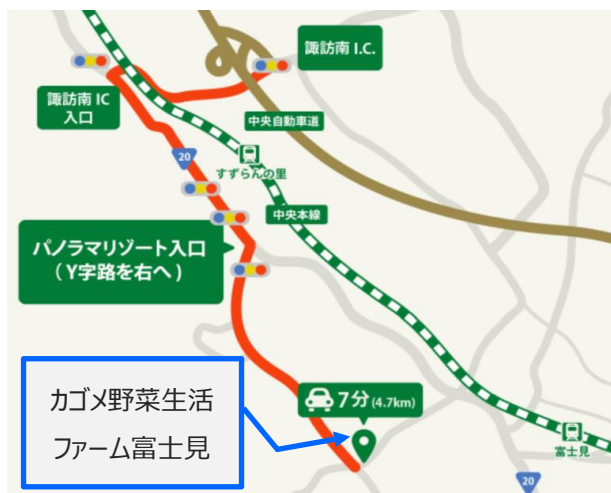 諏訪南 I.C.
諏訪南 IC
入口
中央自動車道
20
すずらんの里
中央本線
パノラマリゾート入口
（Y字路を右へ）
カゴメ野菜生活
ファーム富士見
7分(4.7km)
富士見
20